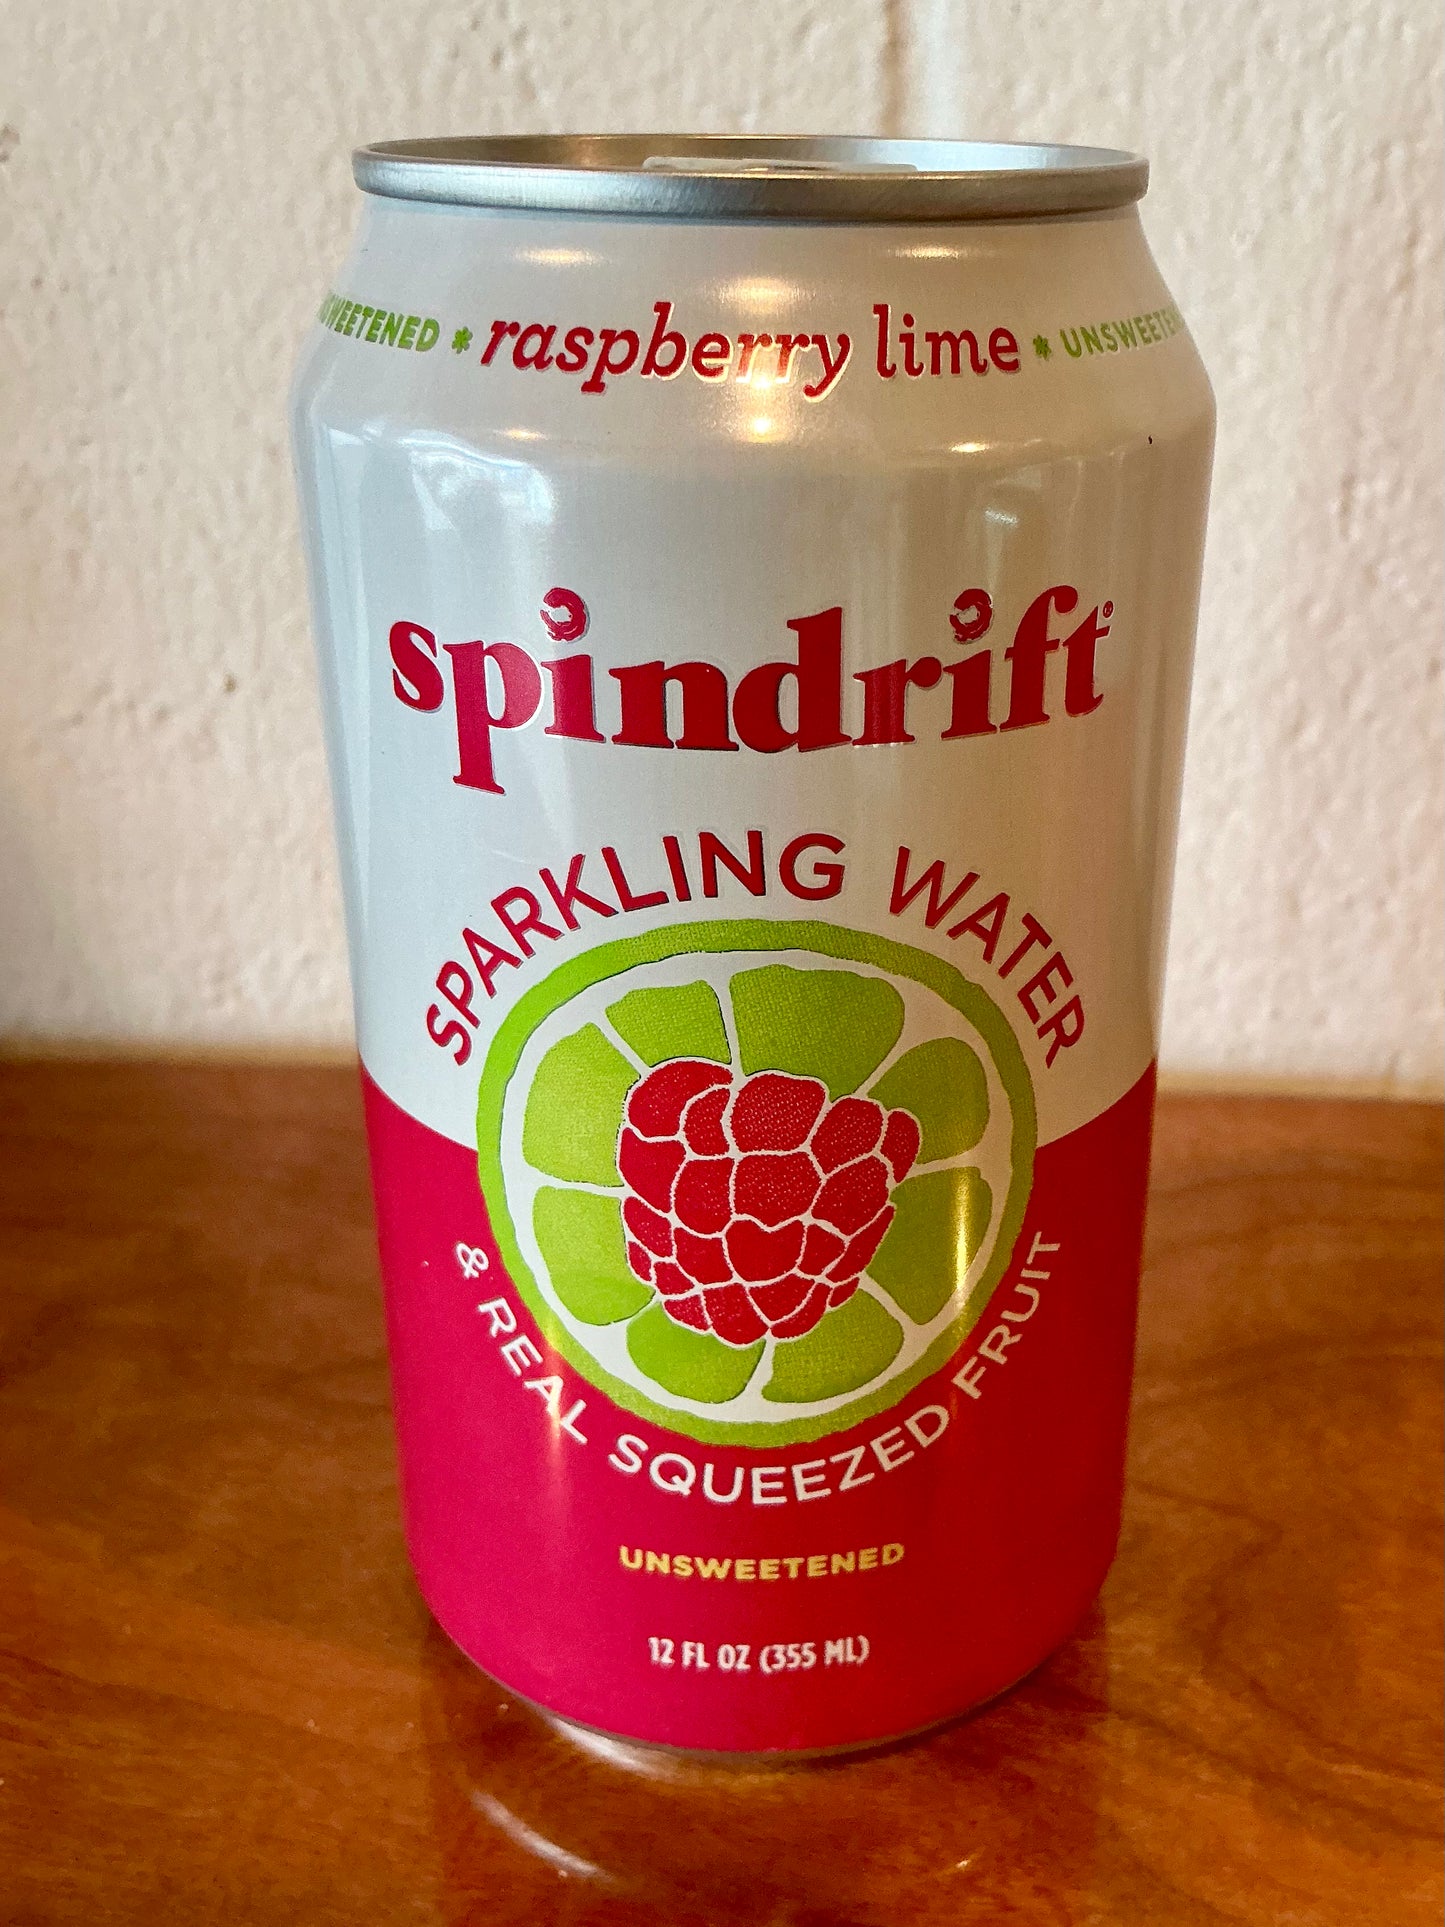 UNSWEETENED * raspberry lime * UNSWEETENED
spindrift®
SPARKLING WATER
& REAL SQUEEZED FRUIT
UNSWEETENED
12 FL OZ (355 ML)